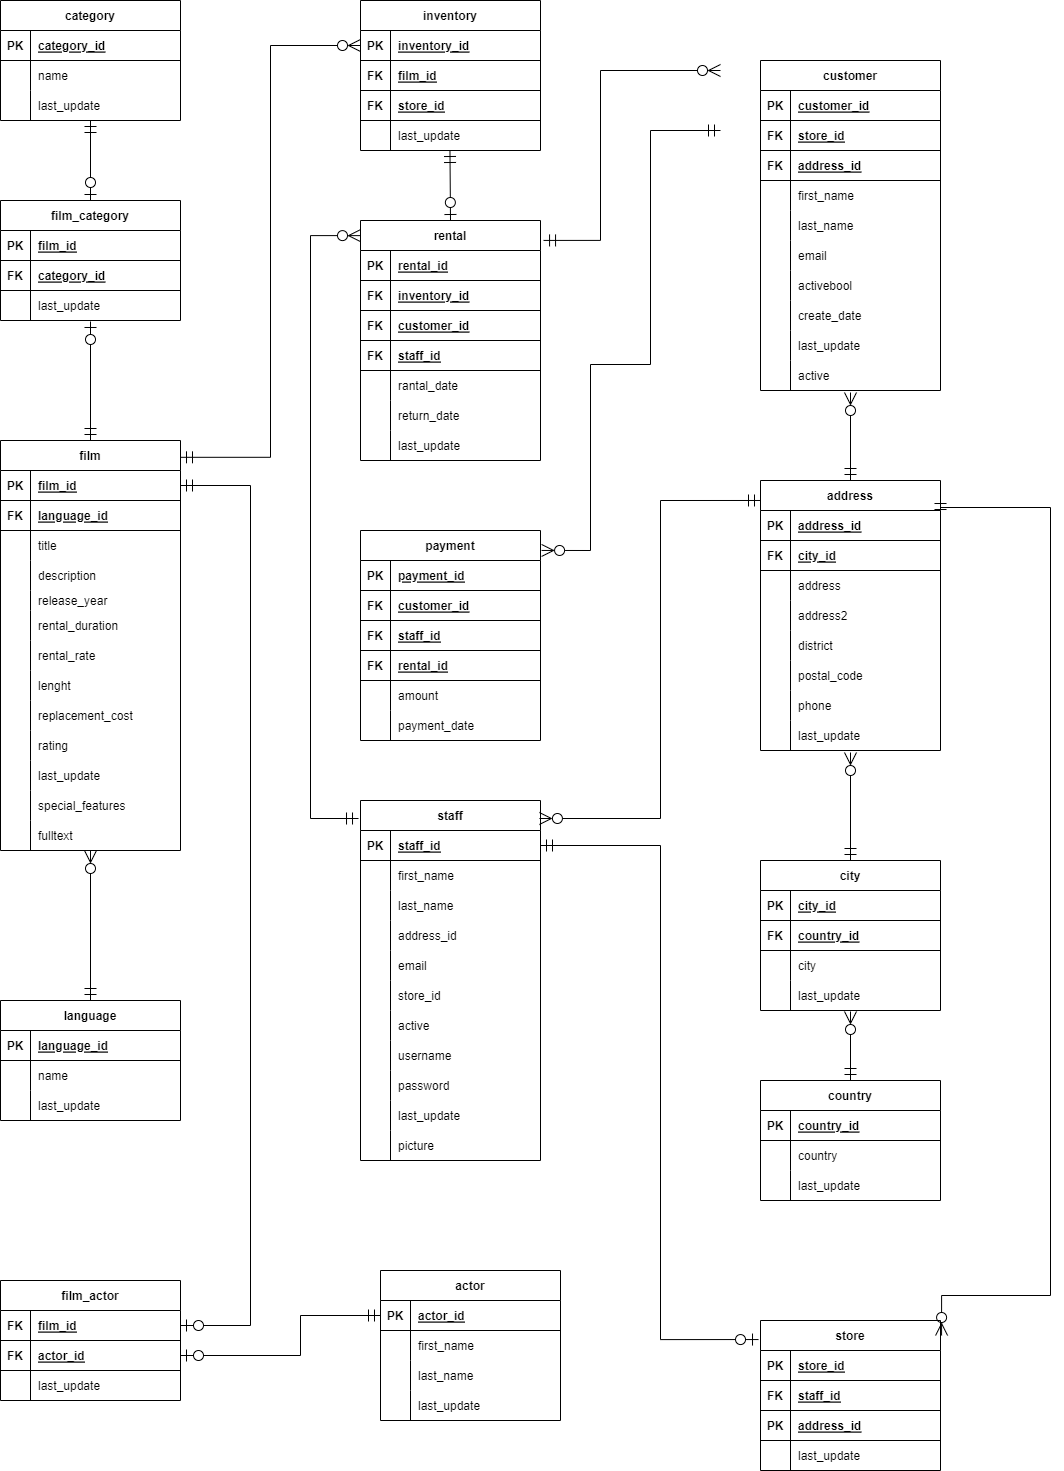 category
PK category_id
name
last_update
film_category
PK film_id
FK category_id
last_update
film
PK film_id
FK language_id
title
description
release_year
rental_duration
rental_rate
lenght
replacement_cost
rating
last_update
special_features
fulltext
language
PK language_id
name
last_update
film_actor
FK film_id
FK actor_id
last_update
inventory
PK inventory_id
FK film_id
FK store_id
last_update
rental
PK rental_id
FK inventory_id
FK customer_id
FK staff_id
rantal_date
return_date
last_update
payment
PK payment_id
FK customer_id
FK staff_id
FK rental_id
amount
payment_date
staff
PK staff_id
first_name
last_name
address_id
email
store_id
active
username
password
last_update
picture
actor
PK actor_id
first_name
last_name
last_update
customer
PK customer_id
FK store_id
FK address_id
first_name
last_name
email
activebool
create_date
last_update
active
address
PK address_id
FK city_id
address
address2
district
postal_code
phone
last_update
city
PK city_id
FK country_id
city
last_update
country
PK country_id
country
last_update
store
PK store_id
FK staff_id
FK address_id
last_update